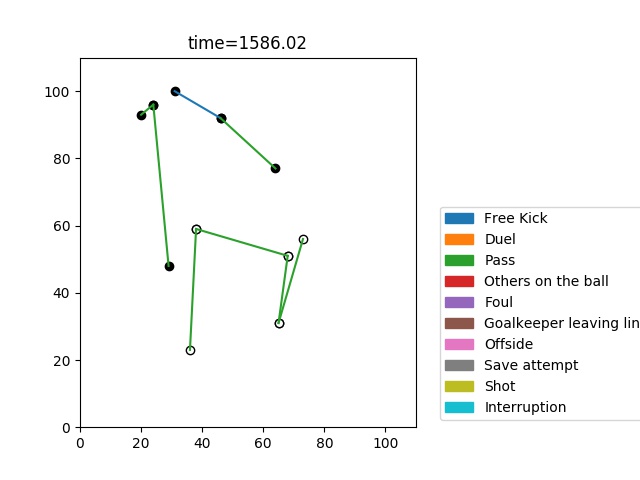 time=1586.02
100
80
60
40
20
0
0 20 40 60 80 100
Free Kick
Duel
Pass
Others on the ball
Foul
Goalkeeper leaving lin
Offside
Save attempt
Shot
Interruption